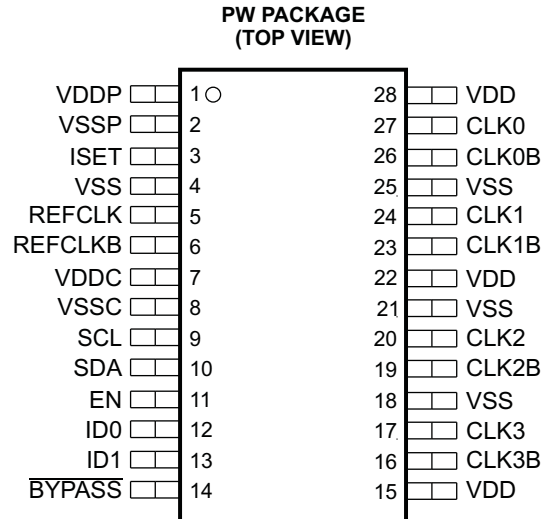 PW PACKAGE
(TOP VIEW)
VDDP 1 28 VDD
VSSP 2 27 CLK0
ISET 3 26 CLK0B
VSS 4 25 VSS
REFCLK 5 24 CLK1
REFCLKB 6 23 CLK1B
VDDC 7 22 VDD
VSSC 8 21 VSS
SCL 9 20 CLK2
SDA 10 19 CLK2B
EN 11 18 VSS
ID0 12 17 CLK3
ID1 13 16 CLK3B
BYPASS 14 15 VDD